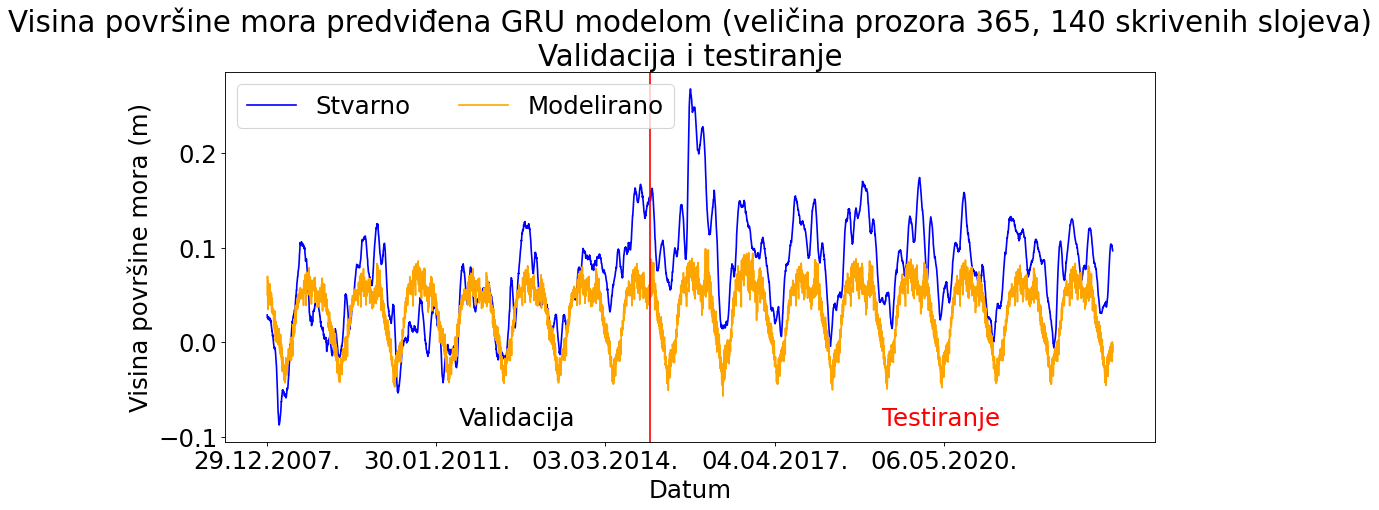 Visina površine mora predviđena GRU modelom (veličina prozora 365, 140 skrivenih slojeva)
Validacija i testiranje
Stvarno
Modelirano
Visina površine mora (m)
0.2
0.1
0.0
−0.1
Validacija
Testiranje
29.12.2007.
30.01.2011.
03.03.2014.
04.04.2017.
06.05.2020.
Datum